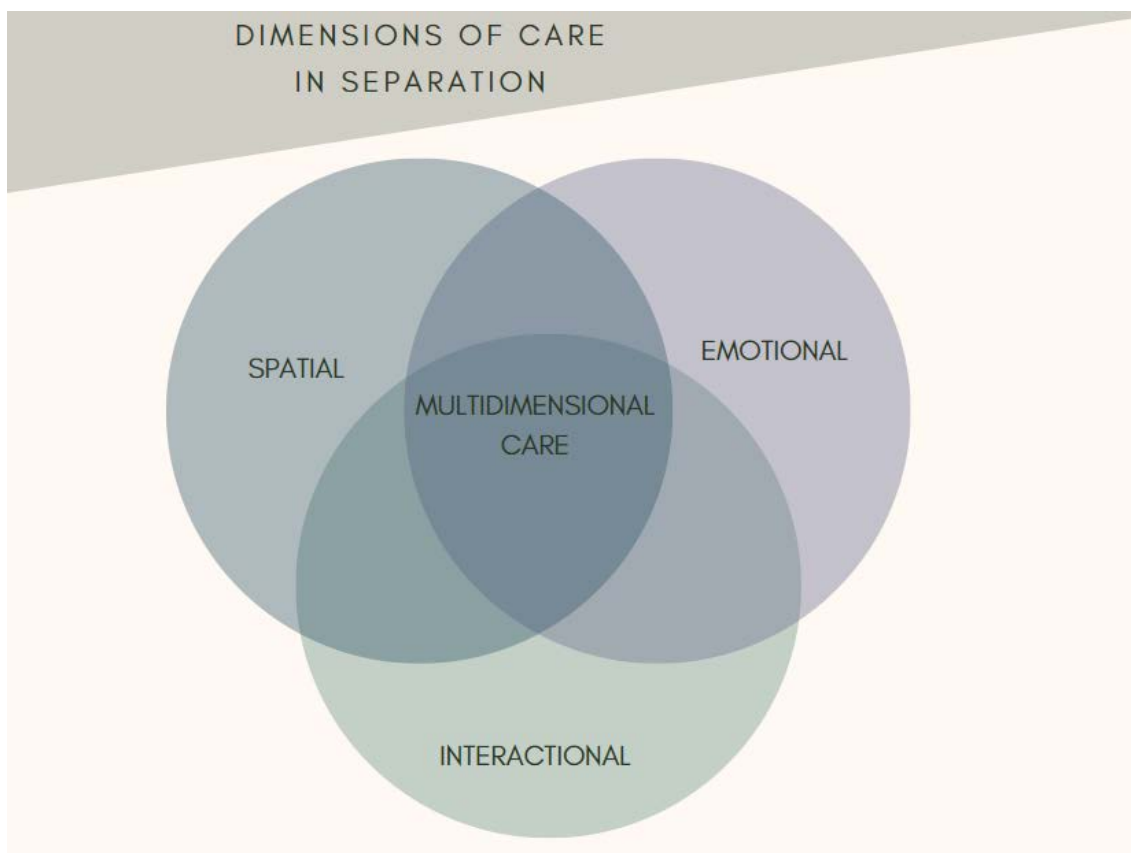 DIMENSIONS OF CARE
IN SEPARATION
EMOTIONAL
SPATIAL
MULTIDIMENSIONAL
CARE
INTERACTIONAL